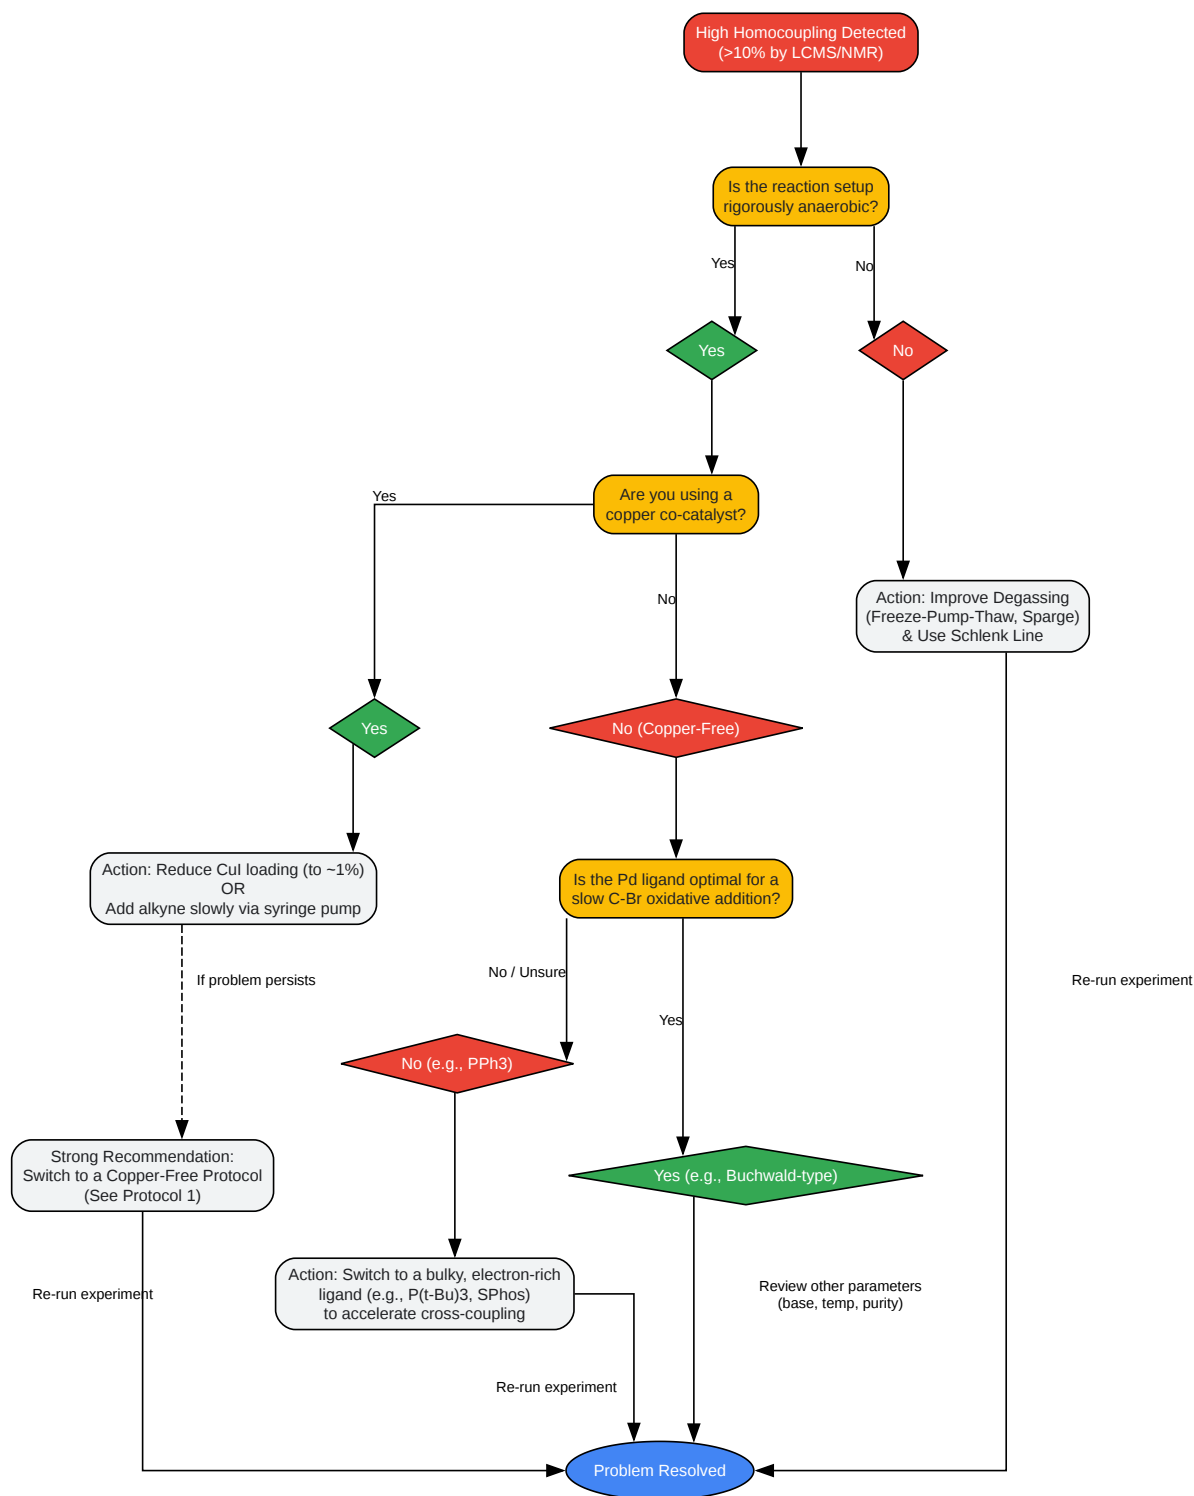 High Homocoupling Detected
(>10% by LCMS/NMR)
Is the reaction setup
rigorously anaerobic?
Yes
No
Yes
No
Yes
Are you using a
copper co-catalyst?
No
Action: Improve Degassing
(Freeze-Pump-Thaw, Sparge)
& Use Schlenk Line
Yes
No (Copper-Free)
Action: Reduce CuI loading (to ~1%)
OR
Add alkyne slowly via syringe pump
Is the Pd ligand optimal for a
slow C-Br oxidative addition?
If problem persists
No / Unsure
Yes
Re-run experiment
No (e.g., PPh3)
Strong Recommendation:
Switch to a Copper-Free Protocol
(See Protocol 1)
Yes (e.g., Buchwald-type)
Re-run experiment
Action: Switch to a bulky, electron-rich
ligand (e.g., P(t-Bu)3, SPhos)
to accelerate cross-coupling
Review other parameters
(base, temp, purity)
Re-run experiment
Problem Resolved